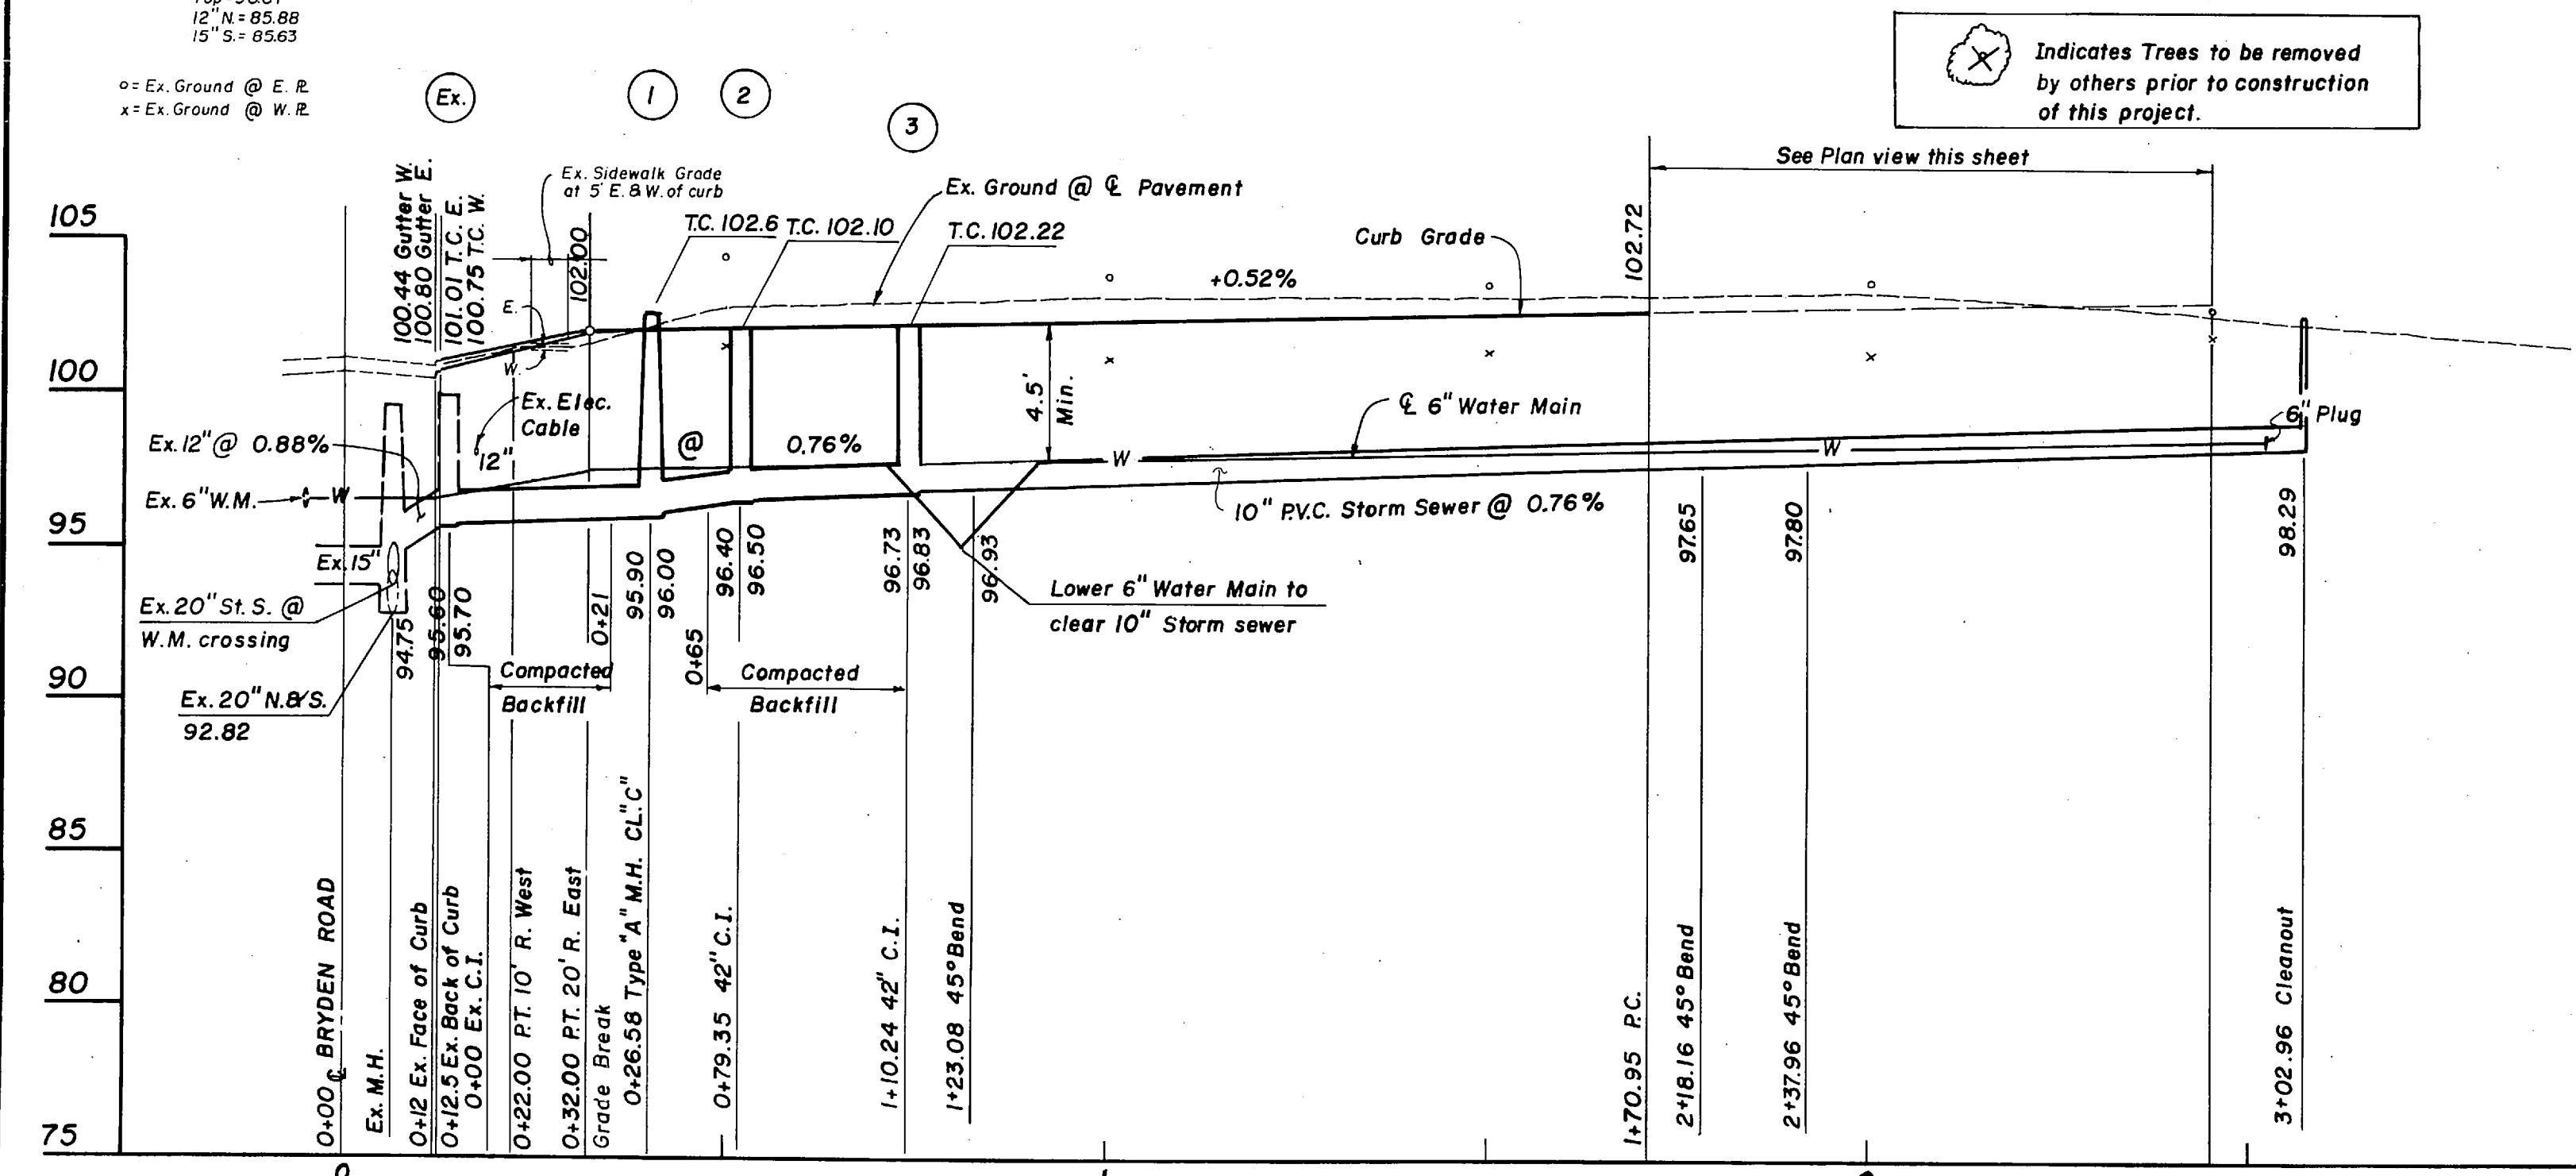 12" N. = 85.88
15" S. = 85.63
o = Ex. Ground @ E. ℞
x = Ex. Ground @ W. ℞
Ex.
1
2
3
Indicates Trees to be removed
by others prior to construction
of this project.
See Plan view this sheet
Ex. Sidewalk Grade
at 5' E. & W. of curb
Ex. Ground @ ℄ Pavement
100.44 Gutter W.
100.80 Gutter E.
101.01 T.C. E.
100.75 T.C. W.
102.00
T.C. 102.6
T.C. 102.10
T.C. 102.22
Curb Grade
+0.52%
102.72
105
100
95
90
85
80
75
E.
W.
Ex. Elec.
Cable
4.5'
Min.
℄ 6" Water Main
6" Plug
Ex. 12" @ 0.88%
12"
@
0.76%
Ex. 6" W.M.
W
W
W
10" P.V.C. Storm Sewer @ 0.76%
Ex. 15"
Ex. 20" St. S. @
W.M. crossing
Ex. 20" N. & S.
92.82
94.75
95.60
95.70
0+21
95.90
96.00
0+65
96.40
96.50
96.73
96.83
96.93
97.65
97.80
98.29
Lower 6" Water Main to
clear 10" Storm sewer
Compacted
Backfill
Compacted
Backfill
0+00 ℄ BRYDEN ROAD
Ex. M.H.
0+12 Ex. Face of Curb
0+12.5 Ex. Back of Curb
0+00 Ex. C.I.
0+22.00 P.T. 10' R. West
0+32.00 P.T. 20' R. East
Grade Break
0+26.58 Type "A" M.H. CL."C"
0+79.35 42" C.I.
1+10.24 42" C.I.
1+23.08 45° Bend
1+70.95 P.C.
2+18.16 45° Bend
2+37.96 45° Bend
3+02.96 Cleanout